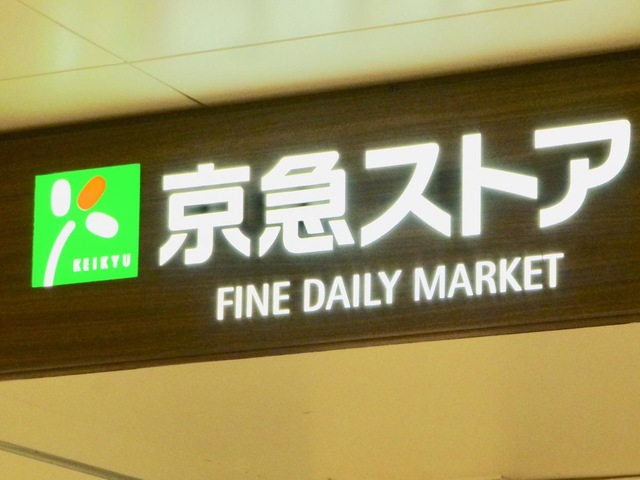 京急ストア
KEIKYU
FINE DAILY MARKET